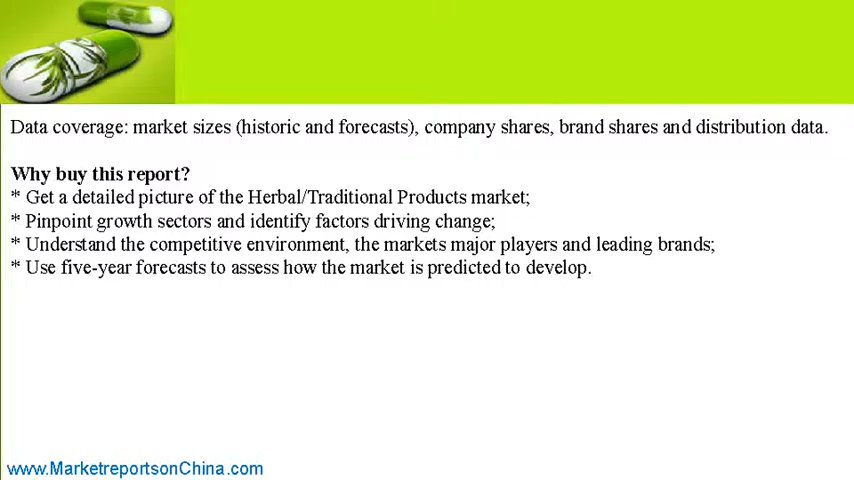 Data coverage: market sizes (historic and forecasts), company shares, brand shares and distribution data.
Why buy this report?
* Get a detailed picture of the Herbal/Traditional Products market;
* Pinpoint growth sectors and identify factors driving change;
* Understand the competitive environment, the markets major players and leading brands;
* Use five-year forecasts to assess how the market is predicted to develop.
www.MarketreportsonChina.com